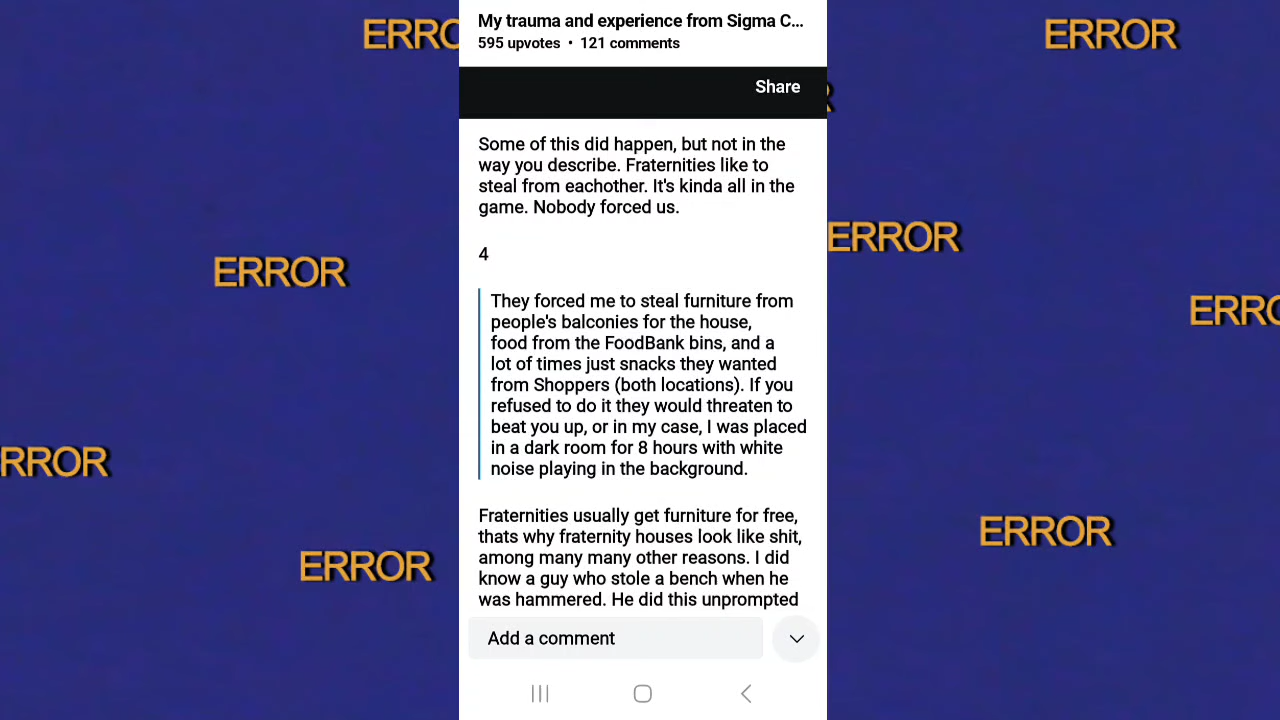 My trauma and experience from Sigma C...
595 upvotes • 121 comments
Share
Some of this did happen, but not in the
way you describe. Fraternities like to
steal from eachother. It's kinda all in the
game. Nobody forced us.
4
They forced me to steal furniture from
people's balconies for the house,
food from the FoodBank bins, and a
lot of times just snacks they wanted
from Shoppers (both locations). If you
refused to do it they would threaten to
beat you up, or in my case, I was placed
in a dark room for 8 hours with white
noise playing in the background.
Fraternities usually get furniture for free,
thats why fraternity houses look like shit,
among many many other reasons. I did
know a guy who stole a bench when he
was hammered. He did this unprompted
Add a comment
ERRO
ERROR
ERROR
ERROR
ERRO
RROR
ERROR
ERROR
R